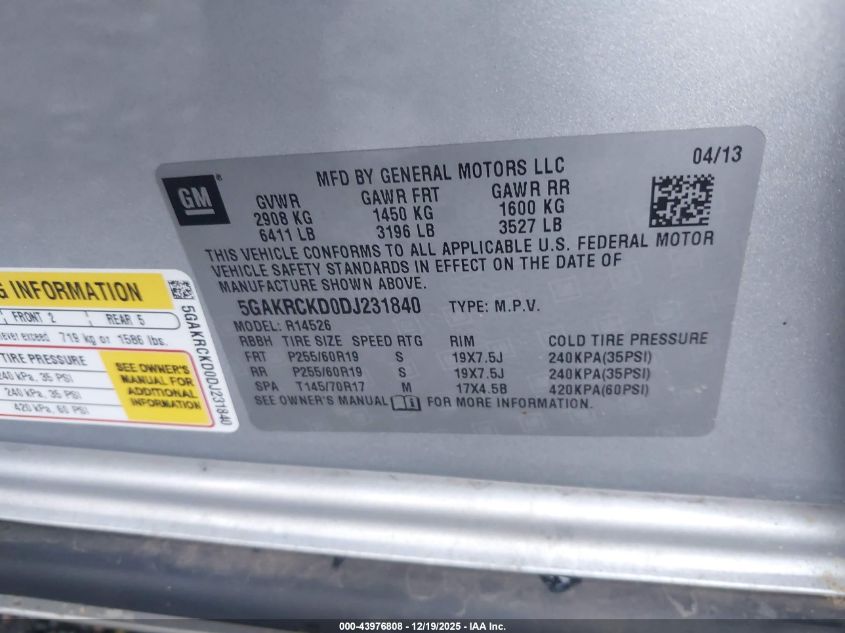 MFD BY GENERAL MOTORS LLC
04/13
GM®
GVWR GAWR FRT GAWR RR
2908 KG 1450 KG 1600 KG
6411 LB 3196 LB 3527 LB
THIS VEHICLE CONFORMS TO ALL APPLICABLE U.S. FEDERAL MOTOR
VEHICLE SAFETY STANDARDS IN EFFECT ON THE DATE OF
MANUFACTURE SHOWN ABOVE.
5GAKRCKD0DJ231840 TYPE: M.P.V.
MODEL: R14526
RBBH TIRE SIZE SPEED RTG RIM COLD TIRE PRESSURE
FRT P255/60R19 S 19X7.5J 240KPA(35PSI)
RR P255/60R19 S 19X7.5J 240KPA(35PSI)
SPA T145/70R17 M 17X4.5B 420KPA(60PSI)
SEE OWNER'S MANUAL FOR MORE INFORMATION.
INFORMATION
FRONT 2 REAR 5
never exceed 719 kg or 1586 lbs.
TIRE PRESSURE
240 kPa, 35 PSI
240 kPa, 35 PSI
420 kPa, 60 PSI
SEE OWNER'S
MANUAL FOR
ADDITIONAL
INFORMATION
5GAKRCKD0DJ231840
000-43976808 - 12/19/2025 - IAA Inc.